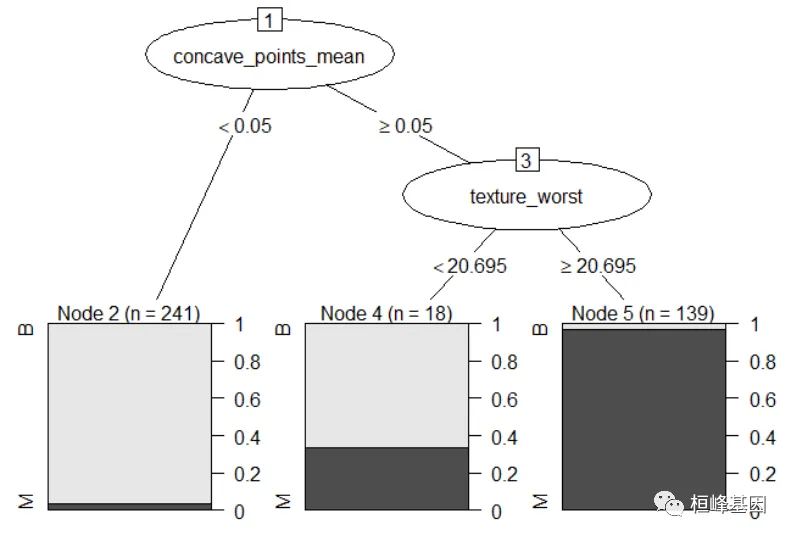 1
concave_points_mean
< 0.05
≥ 0.05
3
texture_worst
< 20.695
≥ 20.695
Node 2 (n = 241)
Node 4 (n = 18)
Node 5 (n = 139)
B
M
1
0.8
0.6
0.4
0.2
0
B
M
1
0.8
0.6
0.4
0.2
0
B
M
1
0.8
0.6
0.4
0.2
0
桓峰基因